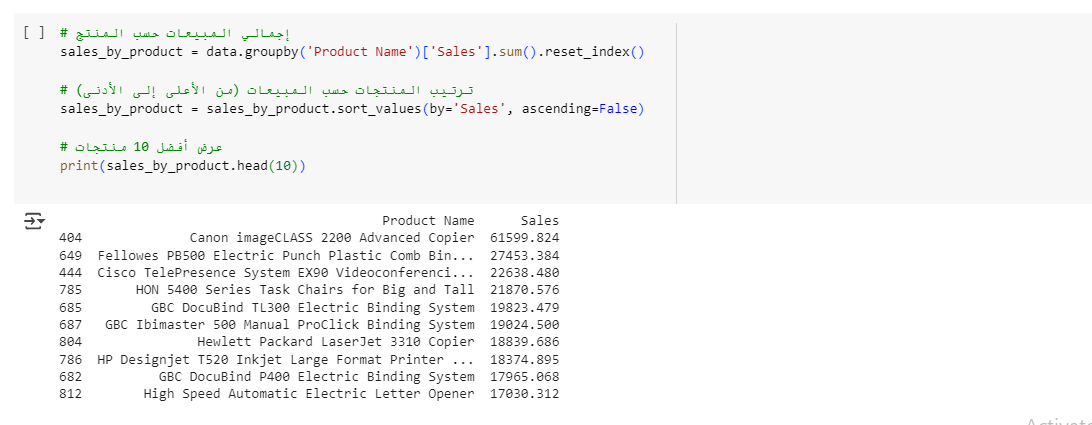 [ ] # إجمالي المبيعات حسب المنتج
sales_by_product = data.groupby('Product Name')['Sales'].sum().reset_index()
# ترتيب المنتجات حسب المبيعات (من الأعلى إلى الأدنى)
sales_by_product = sales_by_product.sort_values(by='Sales', ascending=False)
# عرض أفضل 10 منتجات
print(sales_by_product.head(10))
Product Name Sales
404 Canon imageCLASS 2200 Advanced Copier 61599.824
649 Fellowes PB500 Electric Punch Plastic Comb Bin... 27453.384
444 Cisco TelePresence System EX90 Videoconferenci... 22638.480
785 HON 5400 Series Task Chairs for Big and Tall 21870.576
685 GBC DocuBind TL300 Electric Binding System 19823.479
687 GBC Ibimaster 500 Manual ProClick Binding System 19024.500
804 Hewlett Packard LaserJet 3310 Copier 18839.686
786 HP Designjet T520 Inkjet Large Format Printer ... 18374.895
682 GBC DocuBind P400 Electric Binding System 17965.068
812 High Speed Automatic Electric Letter Opener 17030.312